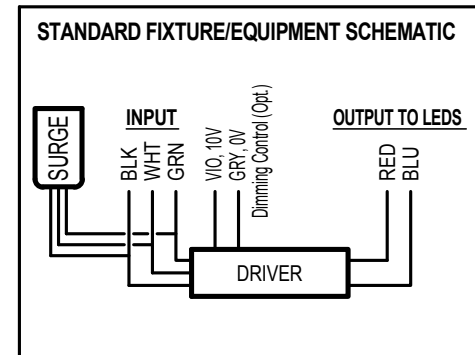 STANDARD FIXTURE/EQUIPMENT SCHEMATIC
SURGE
INPUT
BLK
WHT
GRN
VIO, 10V
GRY, 0V
Dimming Control (Opt.)
OUTPUT TO LEDS
RED
BLU
DRIVER